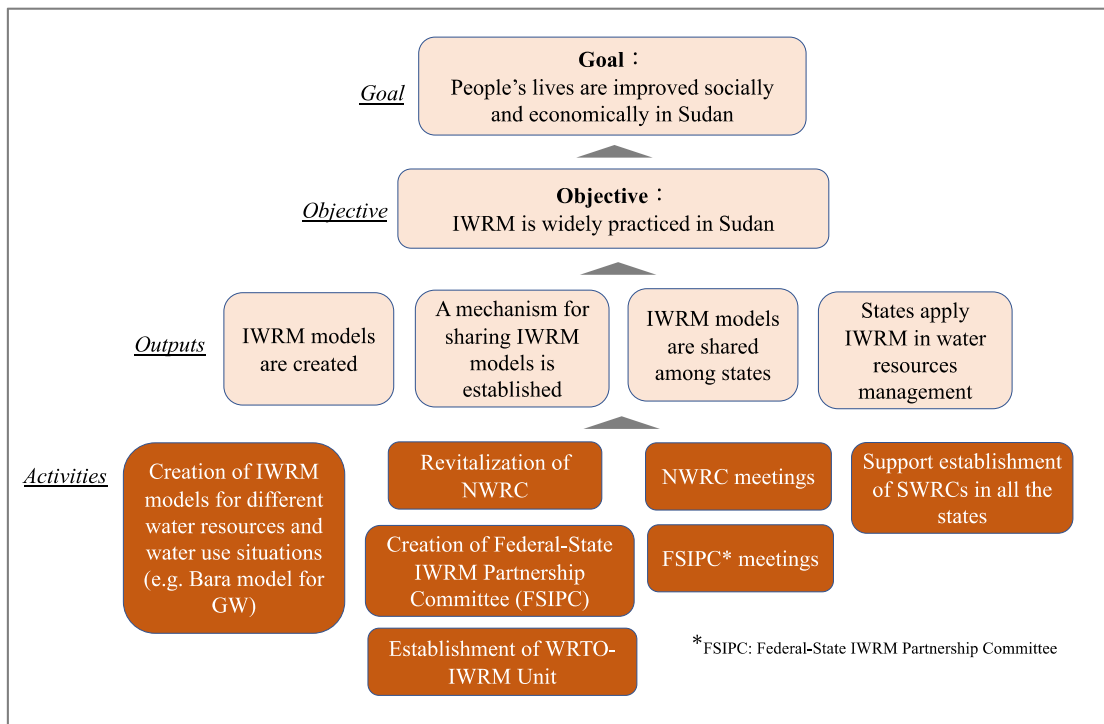 Goal
Goal：
People’s lives are improved socially
and economically in Sudan
Objective
Objective：
IWRM is widely practiced in Sudan
Outputs
IWRM models
are created
A mechanism for
sharing IWRM
models is
established
IWRM models
are shared
among states
States apply
IWRM in water
resources
management
Activities
Creation of IWRM
models for different
water resources and
water use situations
(e.g. Bara model for
GW)
Revitalization of
NWRC
Creation of Federal-State
IWRM Partnership
Committee (FSIPC)
Establishment of WRTO-
IWRM Unit
NWRC meetings
FSIPC* meetings
Support establishment
of SWRCs in all the
states
*FSIPC: Federal-State IWRM Partnership Committee